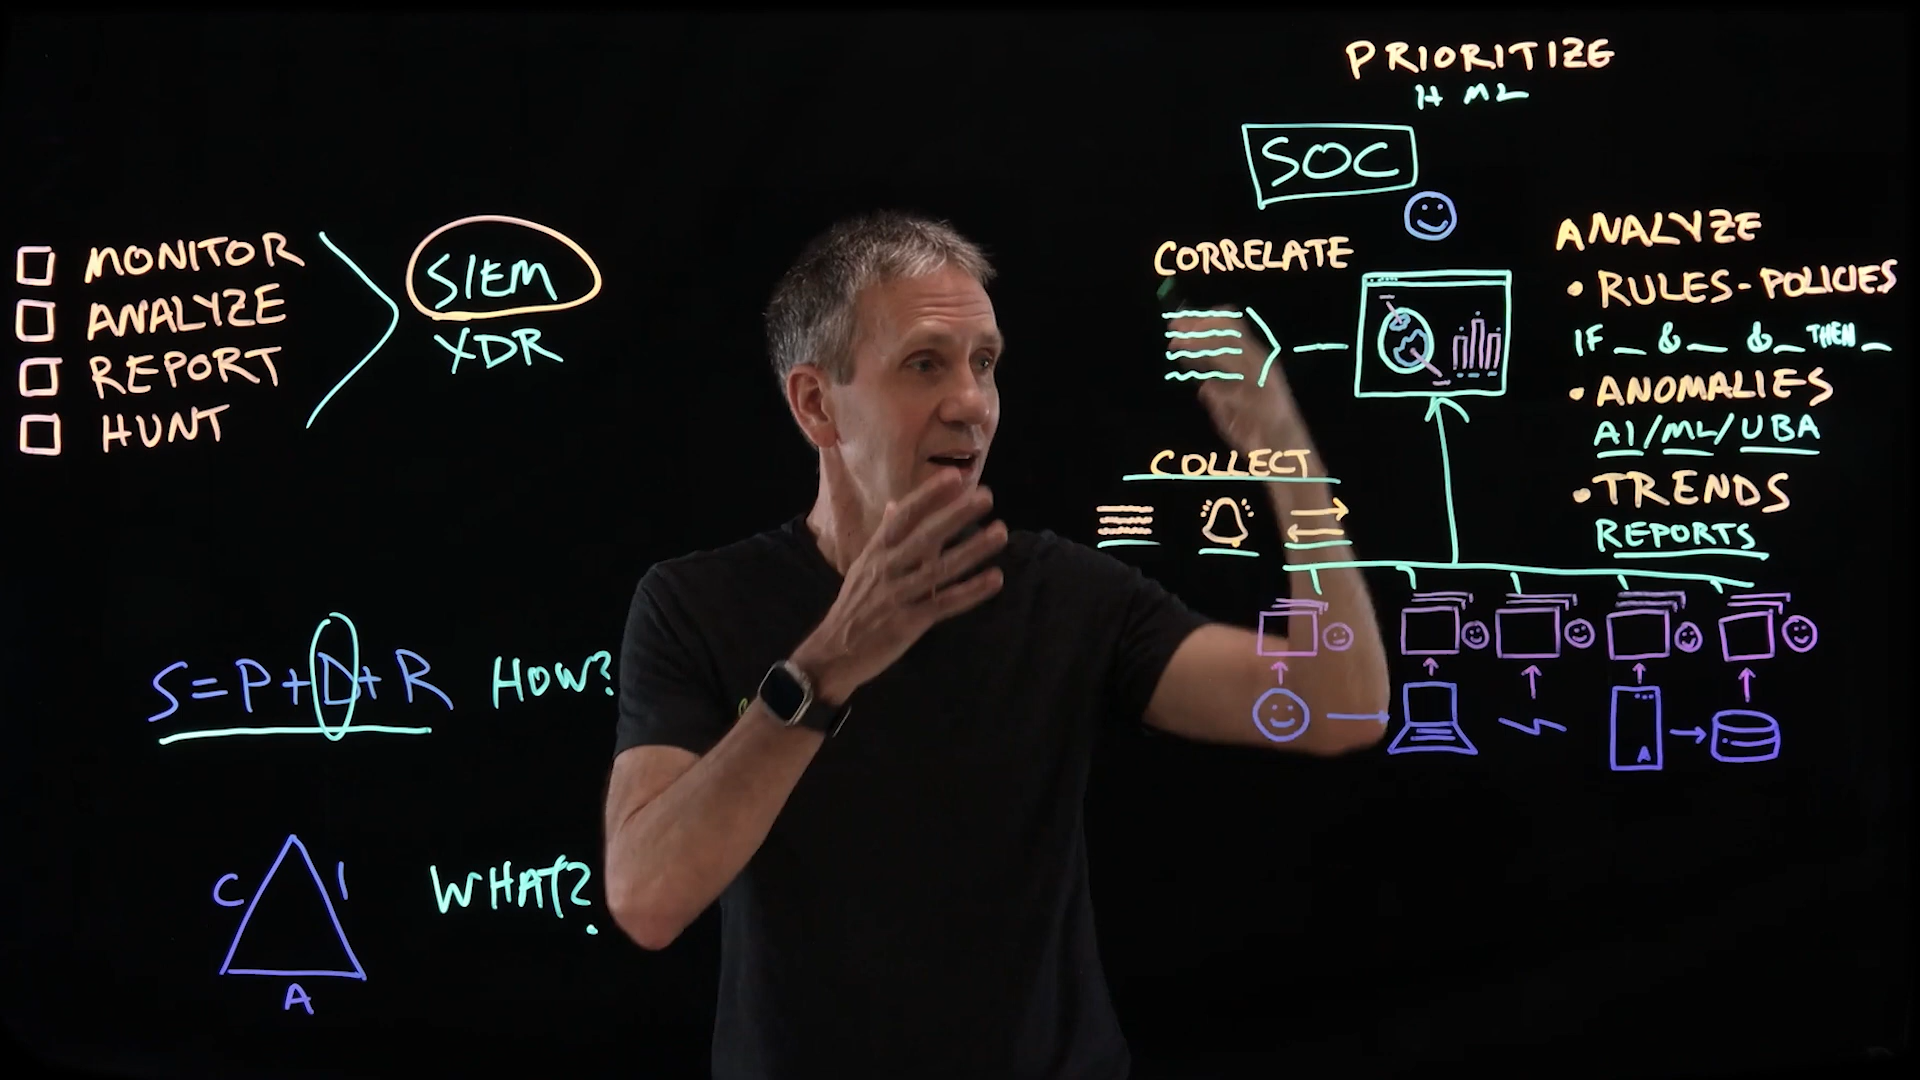 MONITOR
ANALYZE
REPORT
HUNT
SIEM
XDR
S=P+D+R HOW?
C I
A
WHAT?
PRIORITIZE
H M L
SOC
CORRELATE
COLLECT
ANALYZE
• RULES-POLICIES
IF _ & _ & _ THEN _
• ANOMALIES
AI/ML/UBA
• TRENDS
REPORTS
A